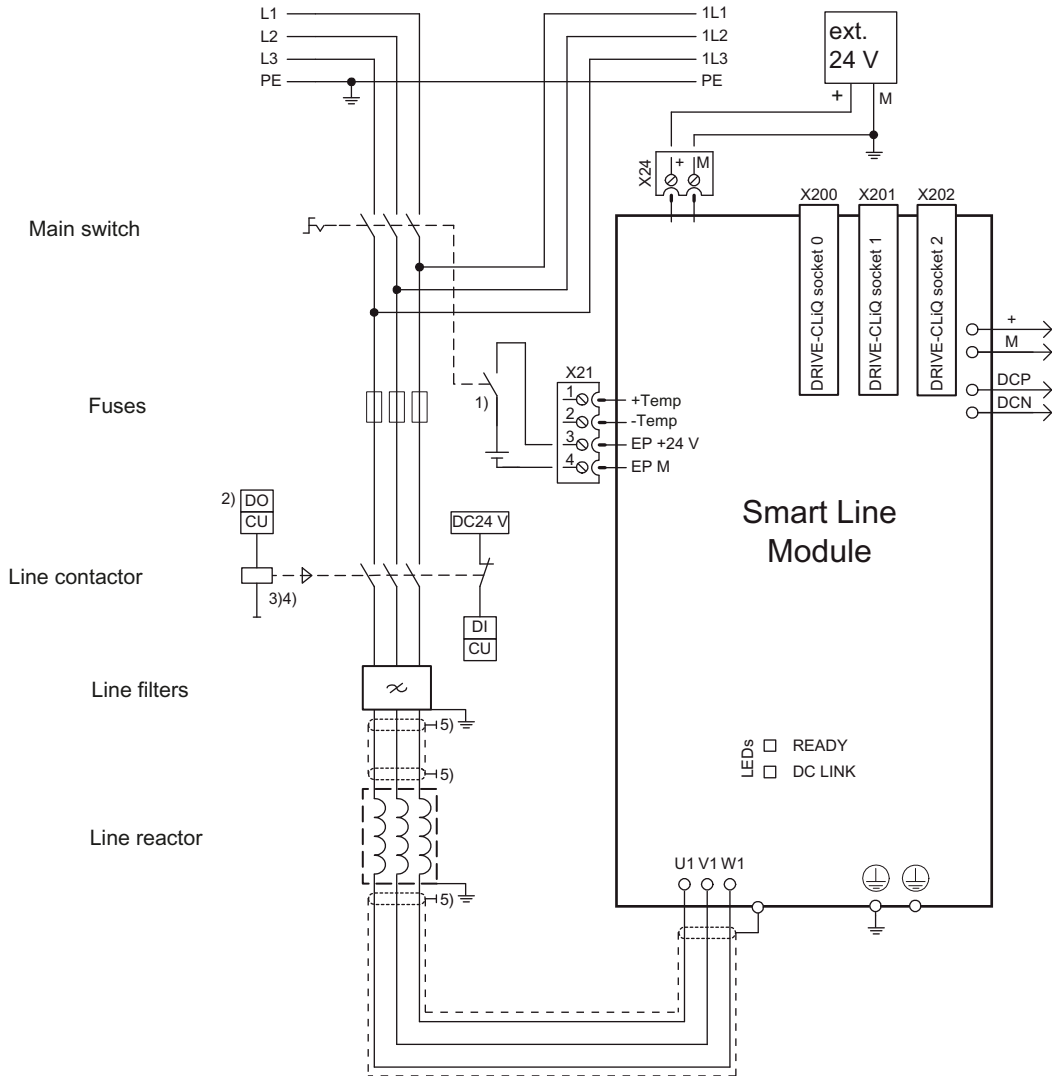 L1
L2
L3
PE
1L1
1L2
1L3
PE
ext.
24 V
+
M
X24
+
M
X200
X201
X202
DRIVE-CLiQ socket 0
DRIVE-CLiQ socket 1
DRIVE-CLiQ socket 2
Main switch
+
M
DCP
DCN
Fuses
1)
X21
1
2
3
4
+Temp
-Temp
EP +24 V
EP M
Smart Line
Module
2)
DO
CU
DC24 V
Line contactor
3)4)
DI
CU
Line filters
5)
5)
LEDs
READY
DC LINK
Line reactor
5)
U1 V1 W1